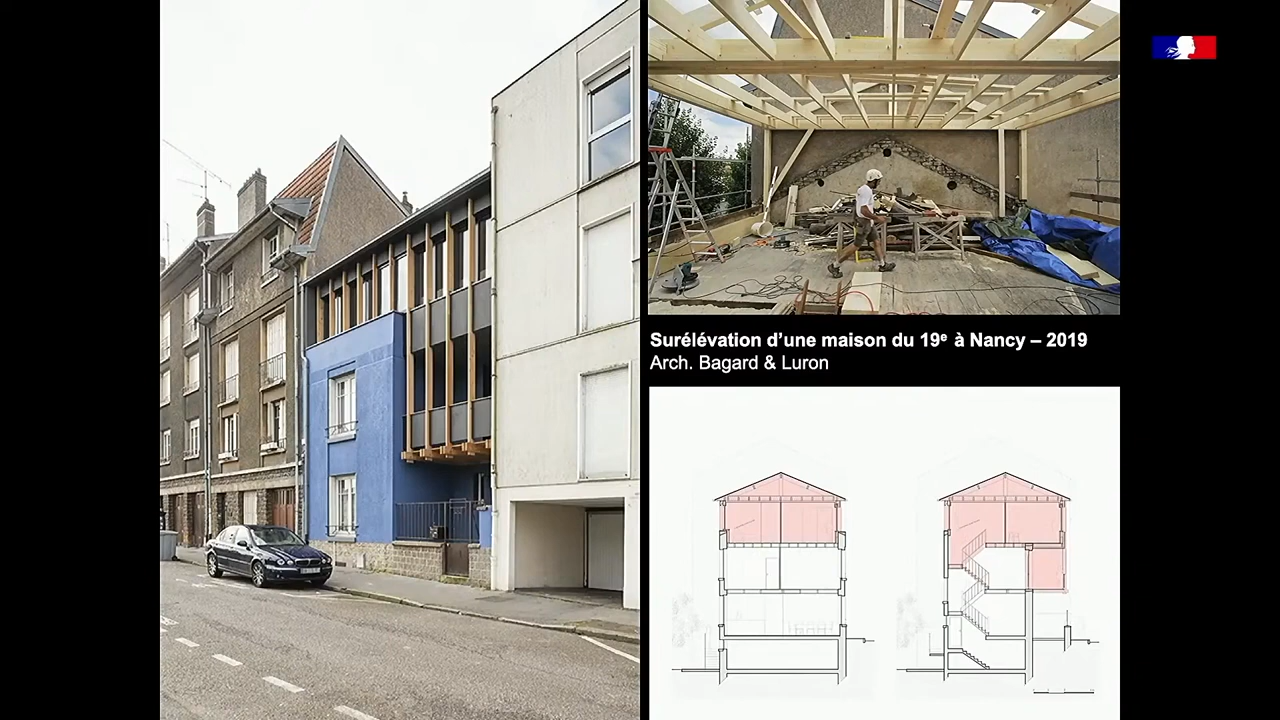 Surélévation d’une maison du 19e à Nancy – 2019
Arch. Bagard & Luron